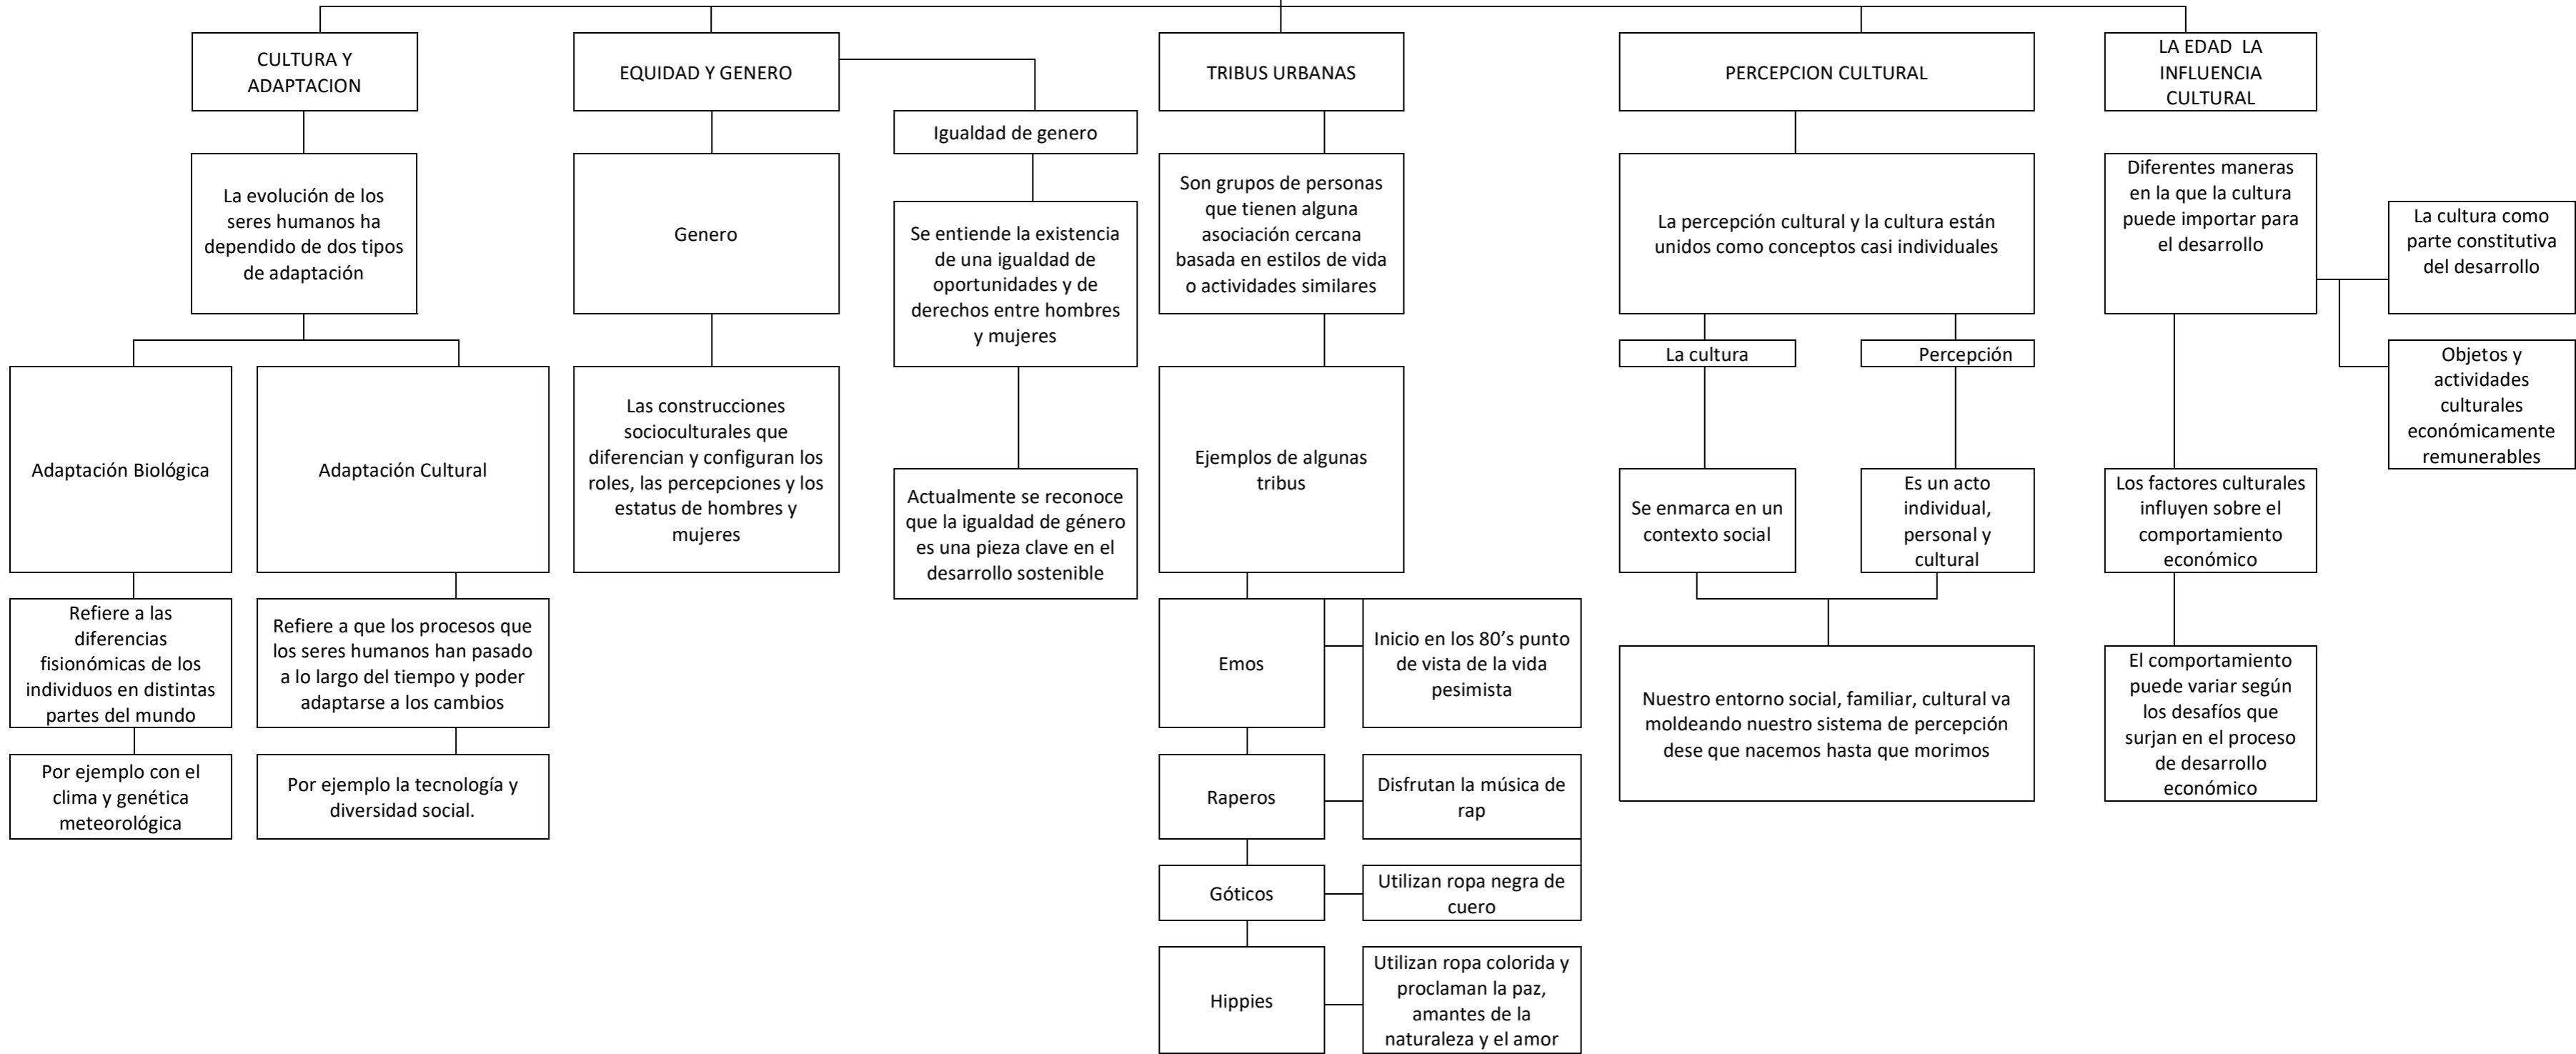 CULTURA Y
ADAPTACION
La evolución de los
seres humanos ha
dependido de dos tipos
de adaptación
Adaptación Biológica
Refiere a las
diferencias
fisionómicas de los
individuos en distintas
partes del mundo
Por ejemplo con el
clima y genética
meteorológica
Adaptación Cultural
Refiere a que los procesos que
los seres humanos han pasado
a lo largo del tiempo y poder
adaptarse a los cambios
Por ejemplo la tecnología y
diversidad social.
EQUIDAD Y GENERO
Genero
Las construcciones
socioculturales que
diferencian y configuran los
roles, las percepciones y los
estatus de hombres y
mujeres
Igualdad de genero
Se entiende la existencia
de una igualdad de
oportunidades y de
derechos entre hombres
y mujeres
Actualmente se reconoce
que la igualdad de género
es una pieza clave en el
desarrollo sostenible
TRIBUS URBANAS
Son grupos de personas
que tienen alguna
asociación cercana
basada en estilos de vida
o actividades similares
Ejemplos de algunas
tribus
Emos
Inicio en los 80’s punto
de vista de la vida
pesimista
Raperos
Disfrutan la música de
rap
Góticos
Utilizan ropa negra de
cuero
Hippies
Utilizan ropa colorida y
proclaman la paz,
amantes de la
naturaleza y el amor
PERCEPCION CULTURAL
La percepción cultural y la cultura están
unidos como conceptos casi individuales
La cultura
Se enmarca en un
contexto social
Percepción
Es un acto
individual,
personal y
cultural
Nuestro entorno social, familiar, cultural va
moldeando nuestro sistema de percepción
dese que nacemos hasta que morimos
LA EDAD  LA
INFLUENCIA
CULTURAL
Diferentes maneras
en la que la cultura
puede importar para
el desarrollo
La cultura como
parte constitutiva
del desarrollo
Objetos y
actividades
culturales
económicamente
remunerables
Los factores culturales
influyen sobre el
comportamiento
económico
El comportamiento
puede variar según
los desafíos que
surjan en el proceso
de desarrollo
económico